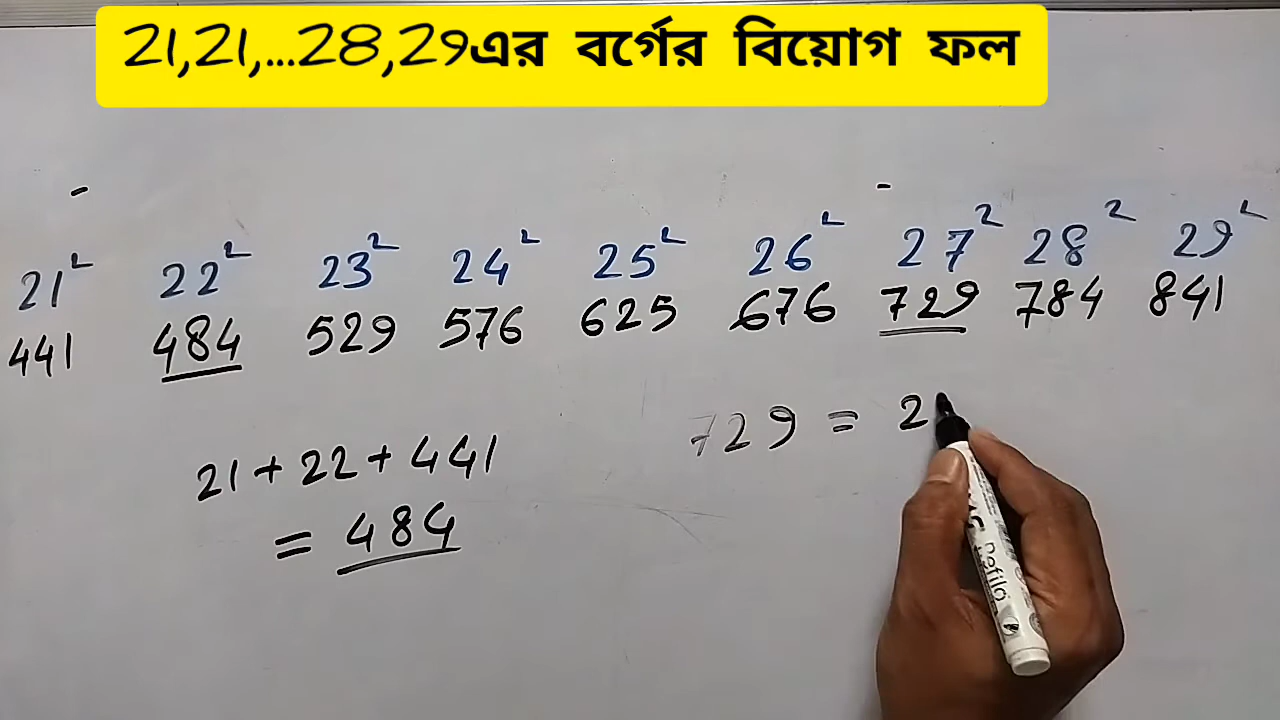 21,21,...28,29এর বর্গের বিয়োগ ফল
21² 22² 23² 24² 25² 26² 27² 28² 29²
441 484 529 576 625 676 729 784 841
21+22+441
= 484
729 = 2
Refilo